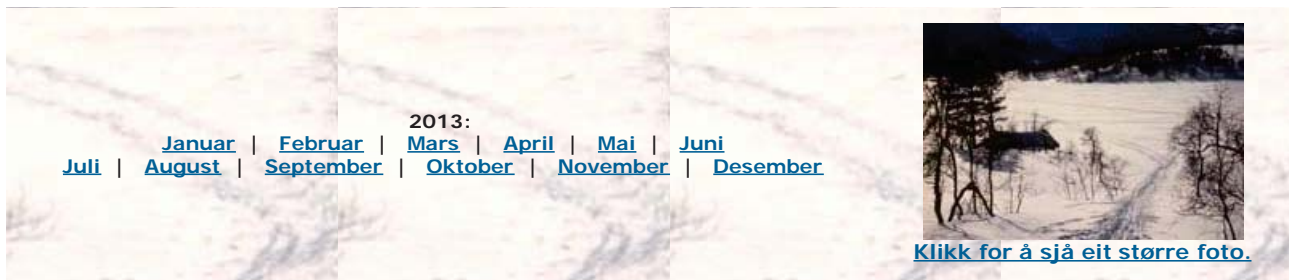 2013:
Januar | Februar | Mars | April | Mai | Juni
Juli | August | September | Oktober | November | Desember
Klikk for å sjå eit større foto.